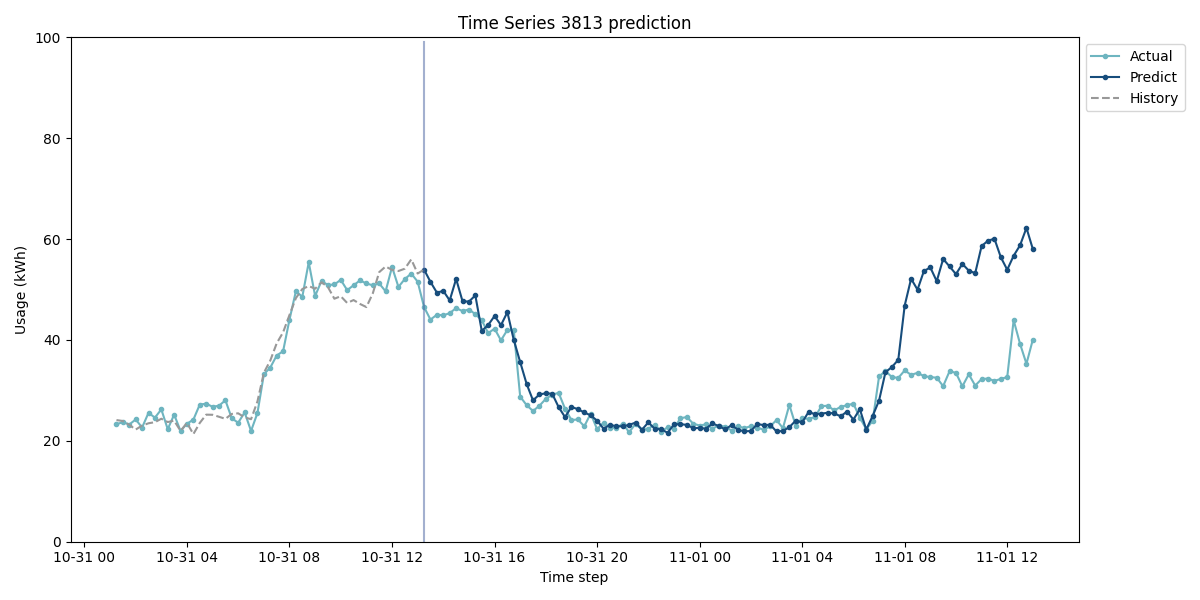 Time Series 3813 prediction
100
80
60
40
20
0
Usage (kWh)
10-31 00
10-31 04
10-31 08
10-31 12
10-31 16
10-31 20
11-01 00
11-01 04
11-01 08
11-01 12
Time step
Actual
Predict
History